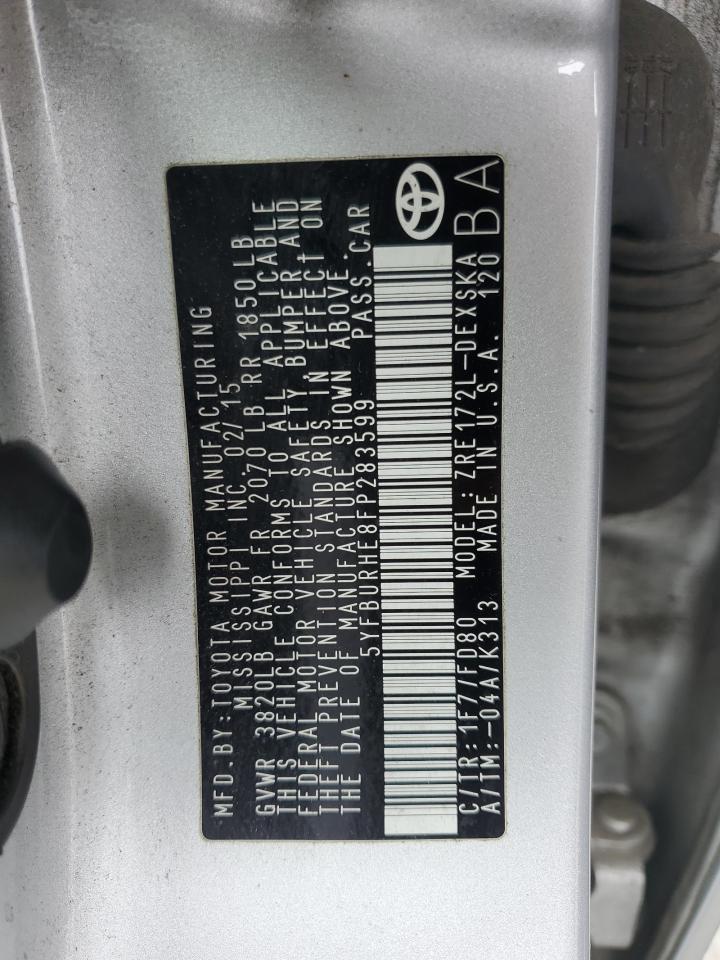 MFD.BY:TOYOTA MOTOR MANUFACTURING
MISSISSIPPI INC. 02/15
GVWR 3820LB GAWR FR 2070 LB RR 1850LB
THIS VEHICLE CONFORMS TO ALL APPLICABLE
FEDERAL MOTOR VEHICLE SAFETY, BUMPER, AND
THEFT PREVENTION STANDARDS IN EFFECT ON
THE DATE OF MANUFACTURE SHOWN ABOVE.
5YFBURHE8FP283599 PASS.CAR
C/TR:1F7/FD80 MODEL:ZRE172L-DEXSKA
A/TM:-04A/K313 MADE IN U.S.A. 120
BA